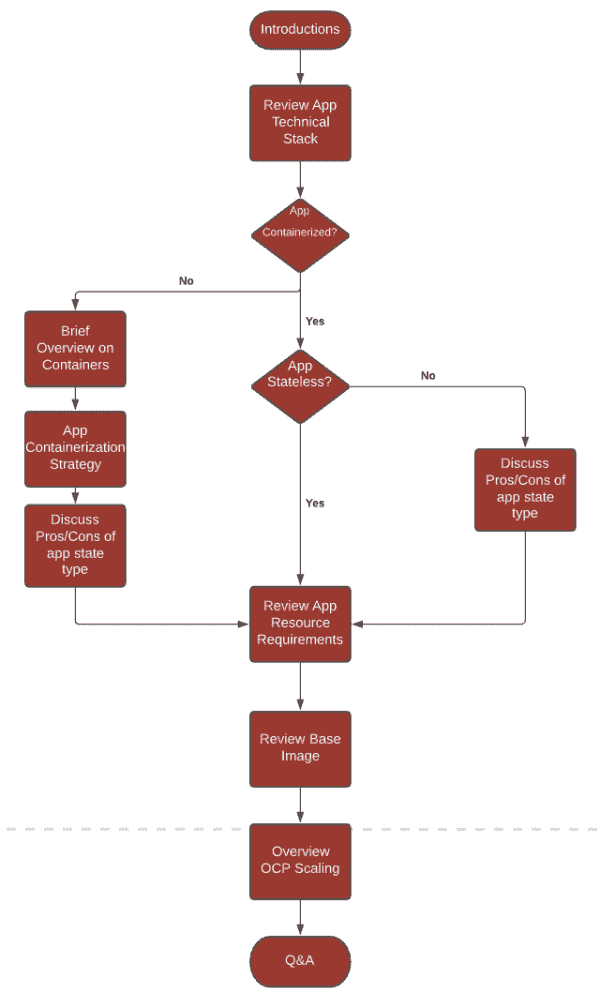 Introductions
Review App
Technical
Stack
App
Containerized?
No
Yes
Brief
Overview on
Containers
App
Stateless?
No
App
Containerization
Strategy
Discuss
Pros/Cons of
app state
type
Yes
Discuss
Pros/Cons of
app state
type
Review App
Resource
Requirements
Review Base
Image
Overview
OCP Scaling
Q&A